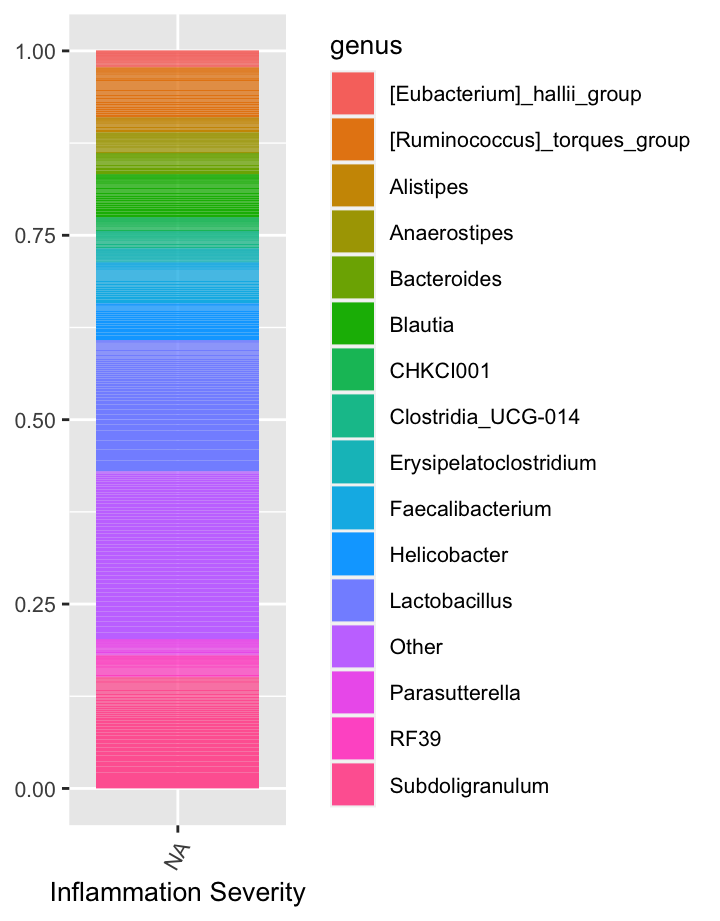 1.00
0.75
0.50
0.25
0.00
NA
Inflammation Severity
genus
[Eubacterium]_hallii_group
[Ruminococcus]_torques_group
Alistipes
Anaerostipes
Bacteroides
Blautia
CHKCI001
Clostridia_UCG-014
Erysipelatoclostridium
Faecalibacterium
Helicobacter
Lactobacillus
Other
Parasutterella
RF39
Subdoligranulum